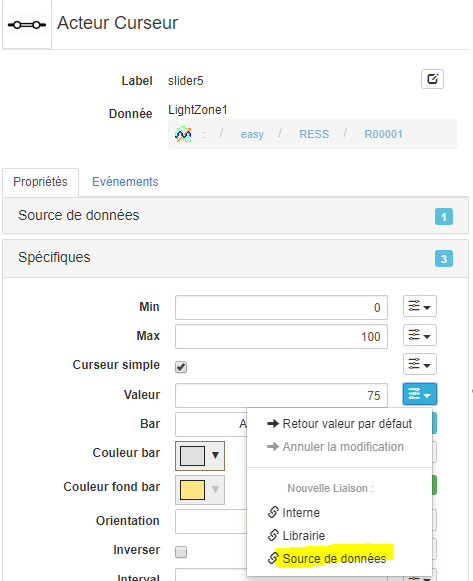 Acteur Curseur
Label slider5
Donnée LightZone1
: / easy / RESS / R00001
Propriétés Evénements
Source de données 1
Spécifiques 3
Min 0
Max 100
Curseur simple
Valeur 75
Bar A
➜ Retour valeur par défaut
Couleur bar
➜ Annuler la modification
Couleur fond bar
Nouvelle Liaison :
Interne
Orientation
Librairie
Inverser
Source de données
Interval